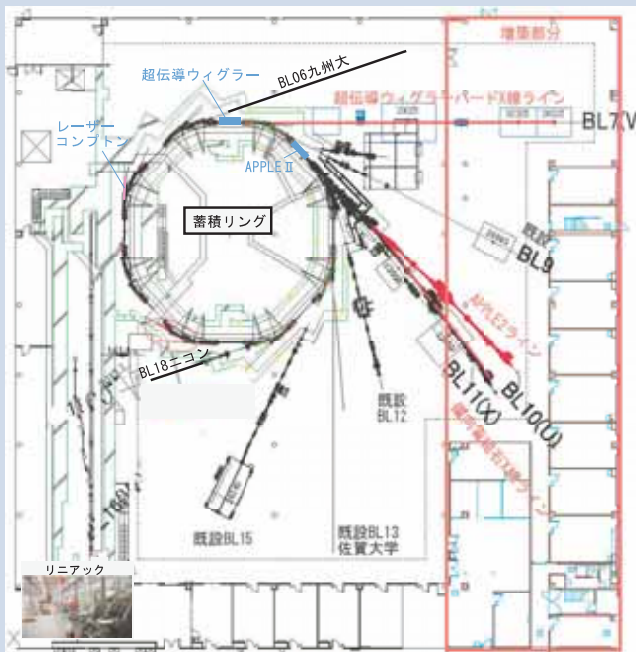 増築部分
BL06九州大
超伝導ウィグラー
超伝導ウィグラーハードX線ライン
BL7(W
レーザー
コンプトン
APPLEⅡ
蓄積リング
既設
BL9
APPLE2ライン
BL18ニコン
BL10(U)
BL11(X)
既設
BL12
既設BL15
既設BL13
佐賀大学
リニアック